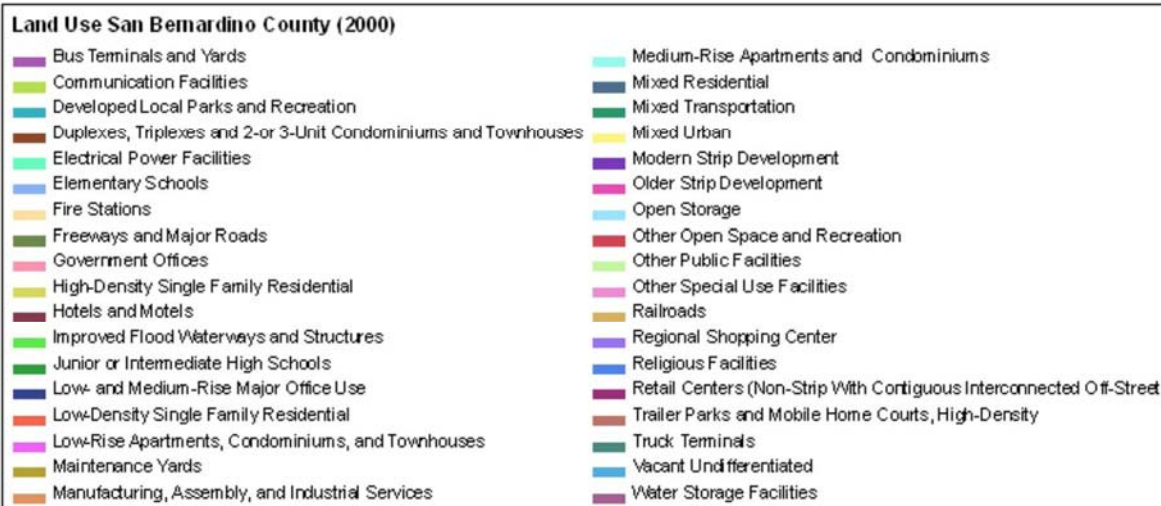 Land Use San Bernardino County (2000)
Bus Terminals and Yards
Communication Facilities
Developed Local Parks and Recreation
Duplexes, Triplexes and 2-or 3-Unit Condominiums and Townhouses
Electrical Power Facilities
Elementary Schools
Fire Stations
Freeways and Major Roads
Government Offices
High-Density Single Family Residential
Hotels and Motels
Improved Flood Waterways and Structures
Junior or Intermediate High Schools
Low- and Medium-Rise Major Office Use
Low-Density Single Family Residential
Low-Rise Apartments, Condominiums, and Townhouses
Maintenance Yards
Manufacturing, Assembly, and Industrial Services
Medium-Rise Apartments and Condominiums
Mixed Residential
Mixed Transportation
Mixed Urban
Modern Strip Development
Older Strip Development
Open Storage
Other Open Space and Recreation
Other Public Facilities
Other Special Use Facilities
Railroads
Regional Shopping Center
Religious Facilities
Retail Centers (Non-Strip With Contiguous Interconnected Off-Street
Trailer Parks and Mobile Home Courts, High-Density
Truck Terminals
Vacant Undifferentiated
Water Storage Facilities